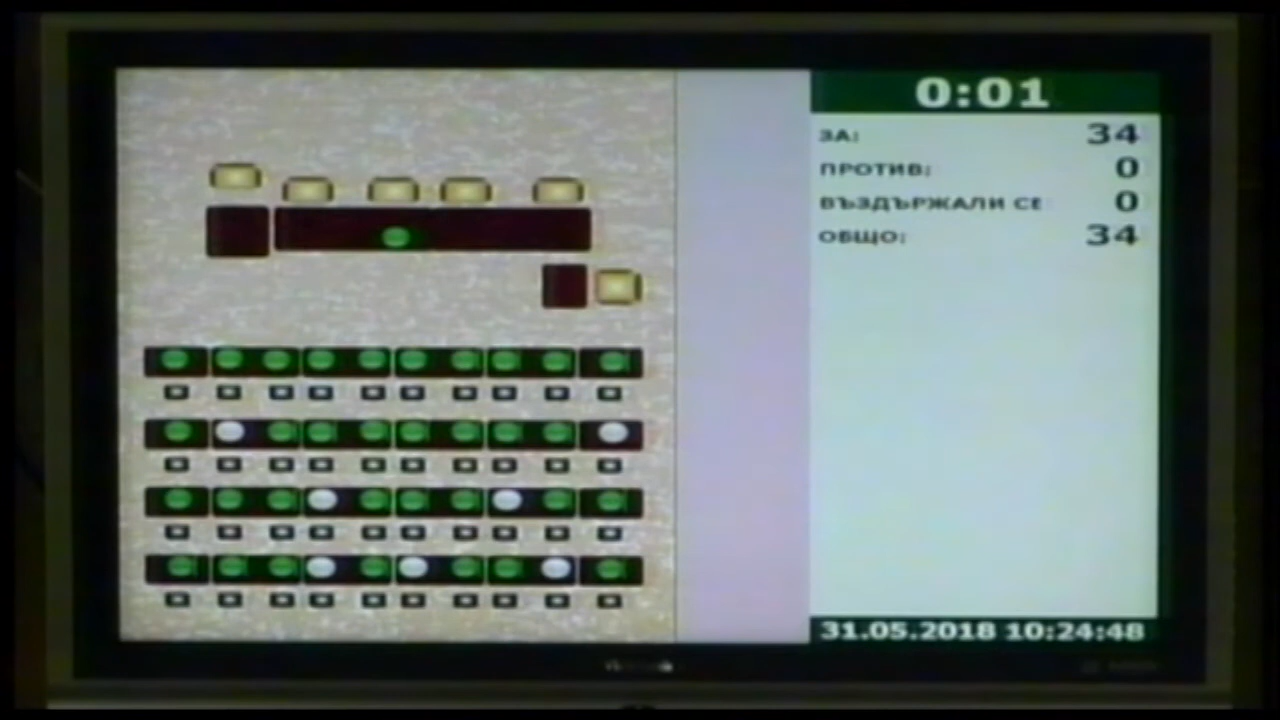 0:01
ЗА: 34
ПРОТИВ: 0
ВЪЗДЪРЖАЛИ СЕ 0
ОБЩО: 34
31.05.2018 10:24:48